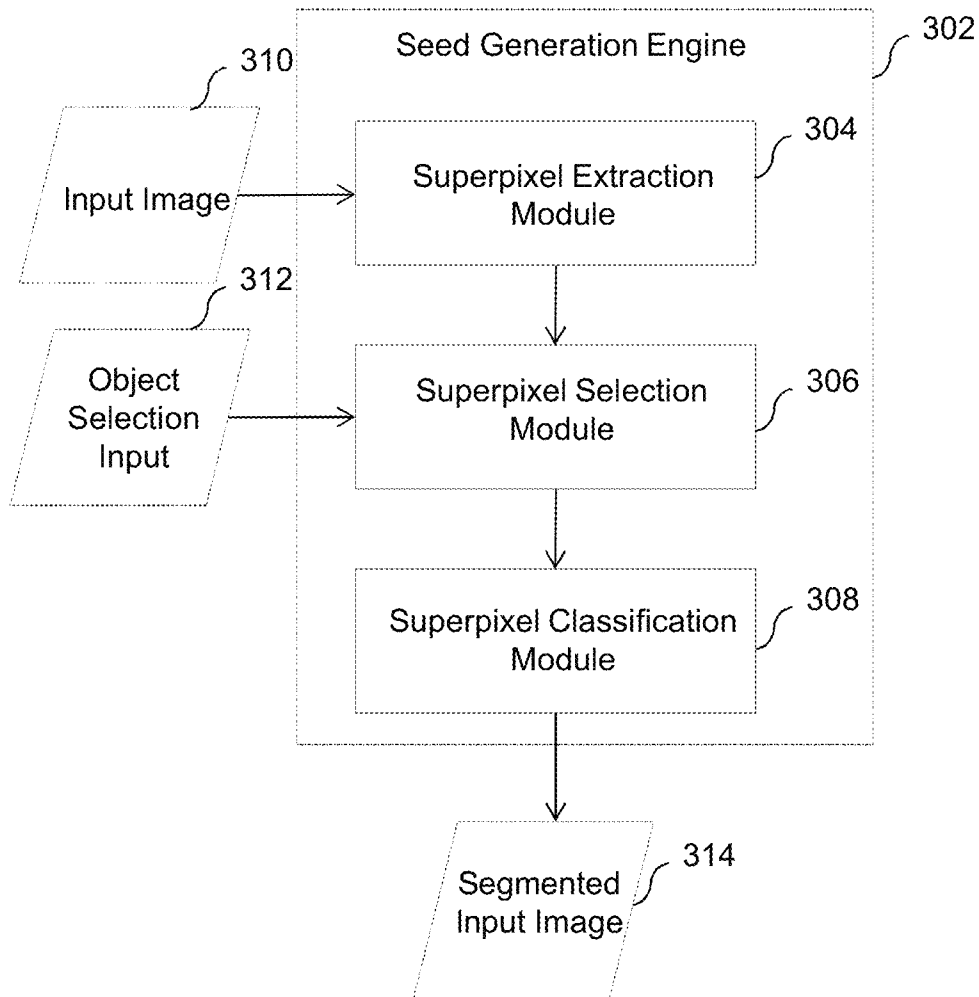 Seed Generation Engine
302
310
Input Image
304
Superpixel Extraction
Module
312
Object
Selection
Input
306
Superpixel Selection
Module
308
Superpixel Classification
Module
314
Segmented
Input Image